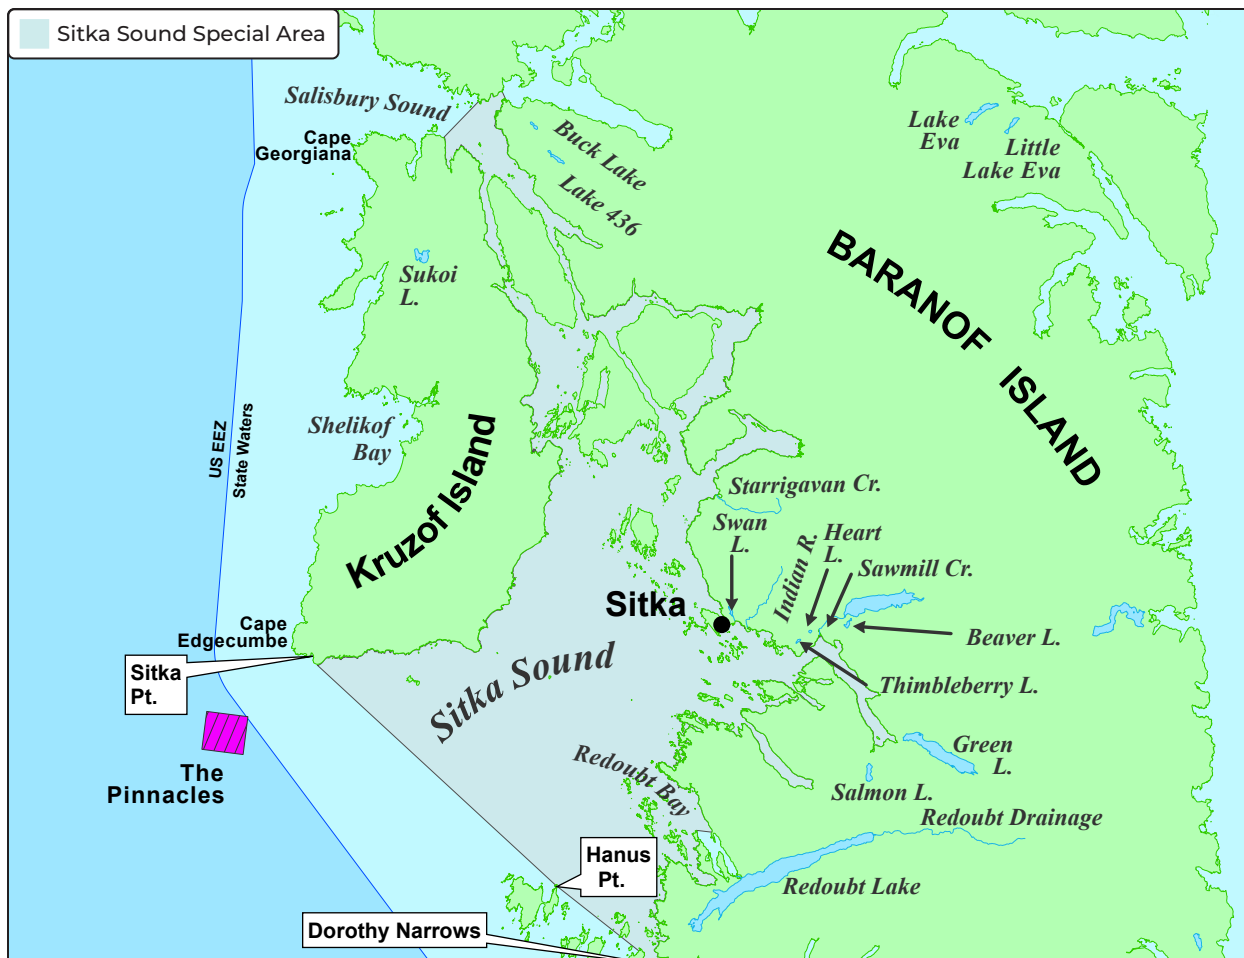 Sitka Sound Special Area
Salisbury Sound
Cape
Georgiana
Buck Lake
Lake 436
Lake
Eva
Little
Lake Eva
Sukoi
L.
BARANOF ISLAND
Shelikof
Bay
US EEZ
State Waters
Kruzof Island
Starrigavan Cr.
Swan
L.
Indian R.
Heart
L.
Sawmill Cr.
Sitka
Beaver L.
Cape
Edgecumbe
Sitka
Pt.
Sitka Sound
Thimbleberry L.
The
Pinnacles
Green
L.
Redoubt Bay
Salmon L.
Redoubt Drainage
Hanus
Pt.
Redoubt Lake
Dorothy Narrows